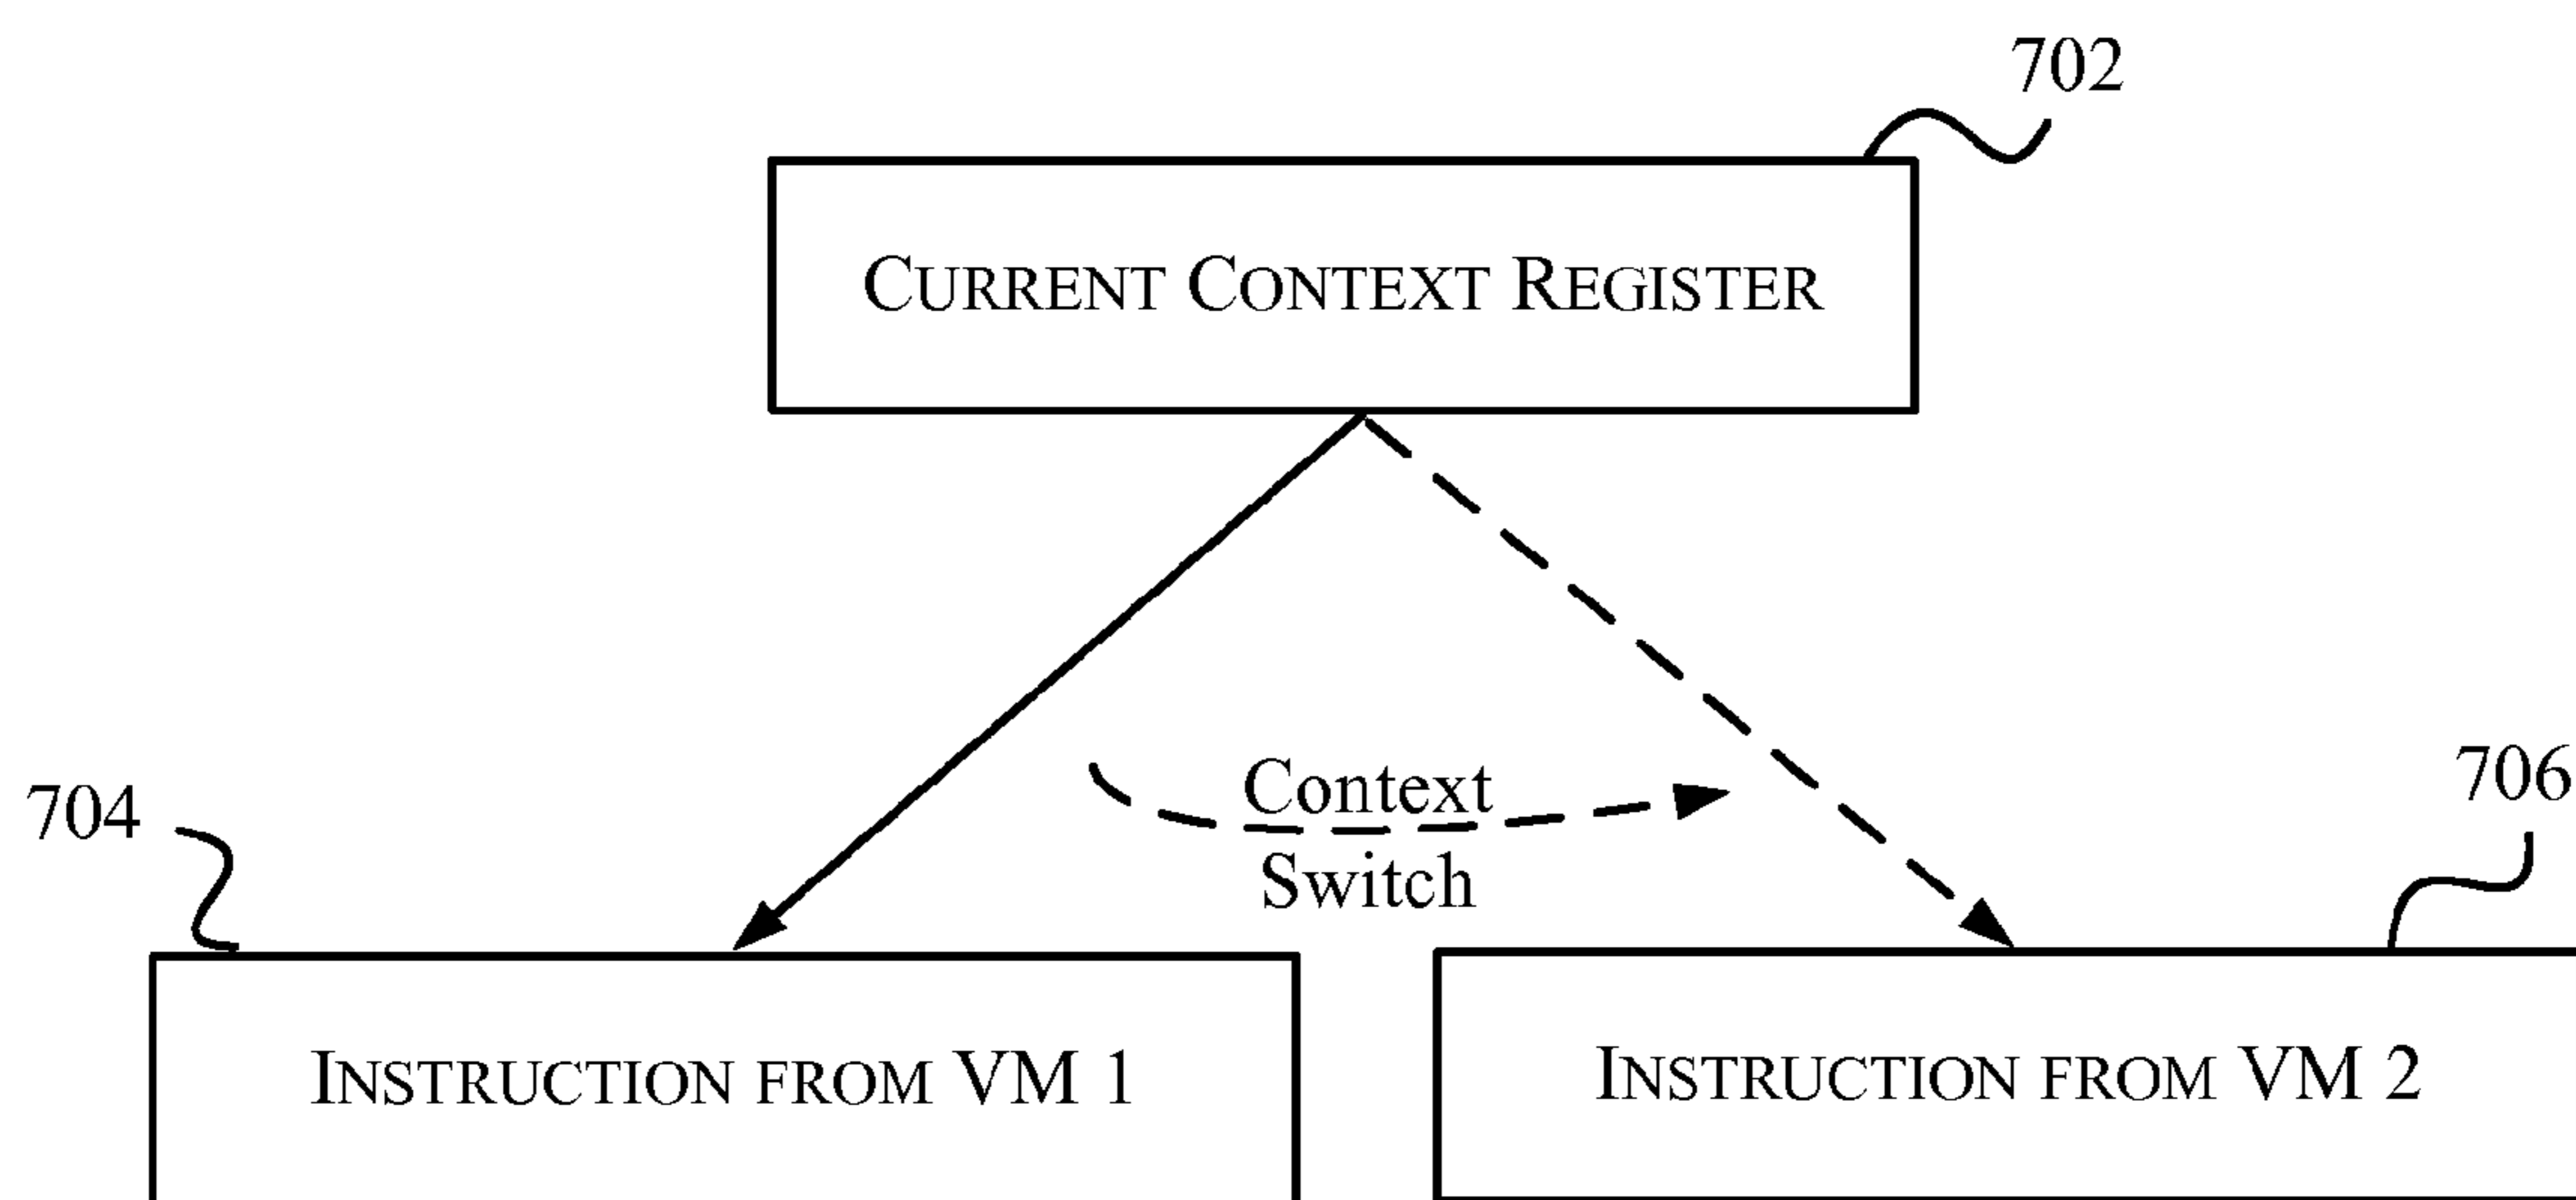 702
CURRENT CONTEXT REGISTER
704
Context
Switch
706
INSTRUCTION FROM VM 1
INSTRUCTION FROM VM 2